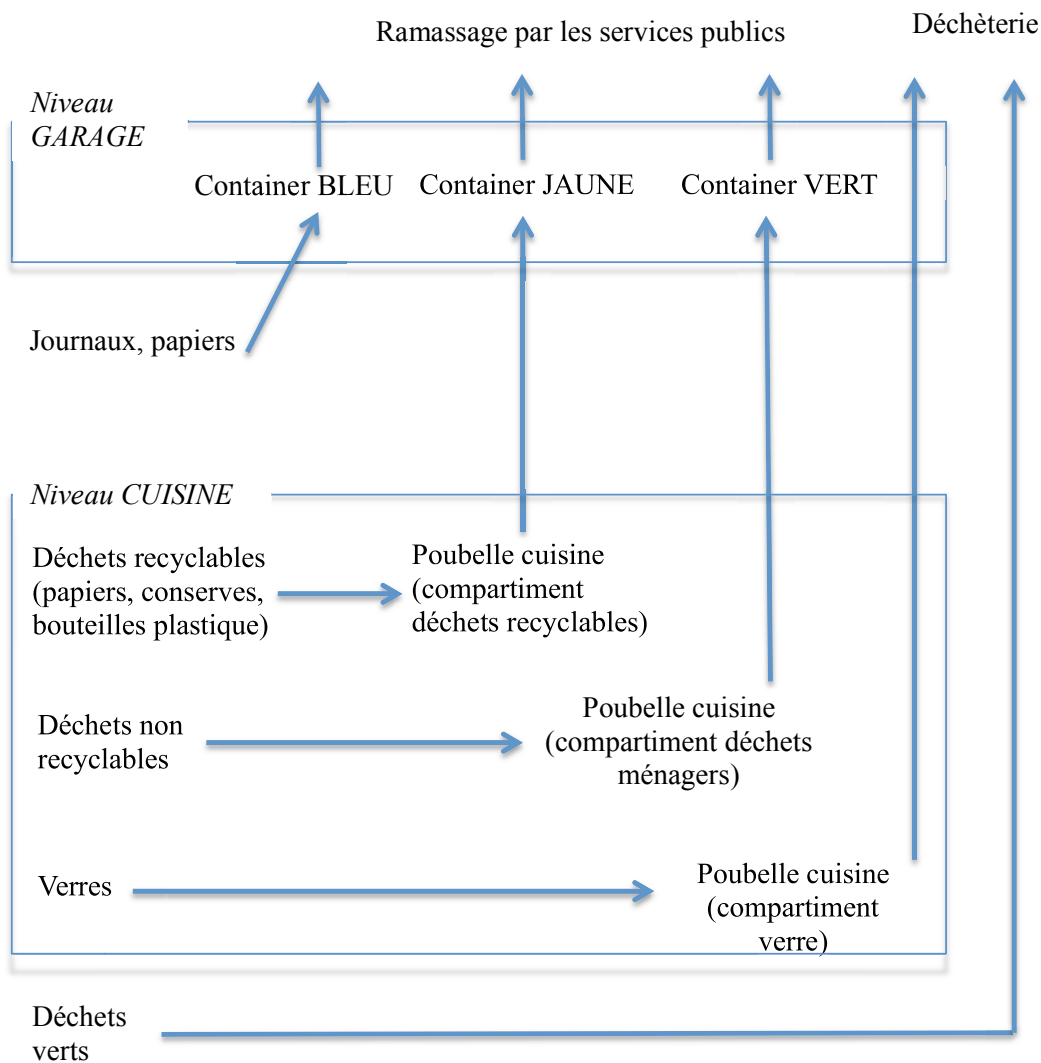 Ramassage par les services publics
Déchèterie
Niveau
GARAGE
Container BLEU
Container JAUNE
Container VERT
Journaux, papiers
Niveau CUISINE
Déchets recyclables
(papiers, conserves,
bouteilles plastique)
Poubelle cuisine
(compartiment
déchets recyclables)
Déchets non
recyclables
Poubelle cuisine
(compartiment déchets
ménagers)
Verres
Poubelle cuisine
(compartiment
verre)
Déchets
verts